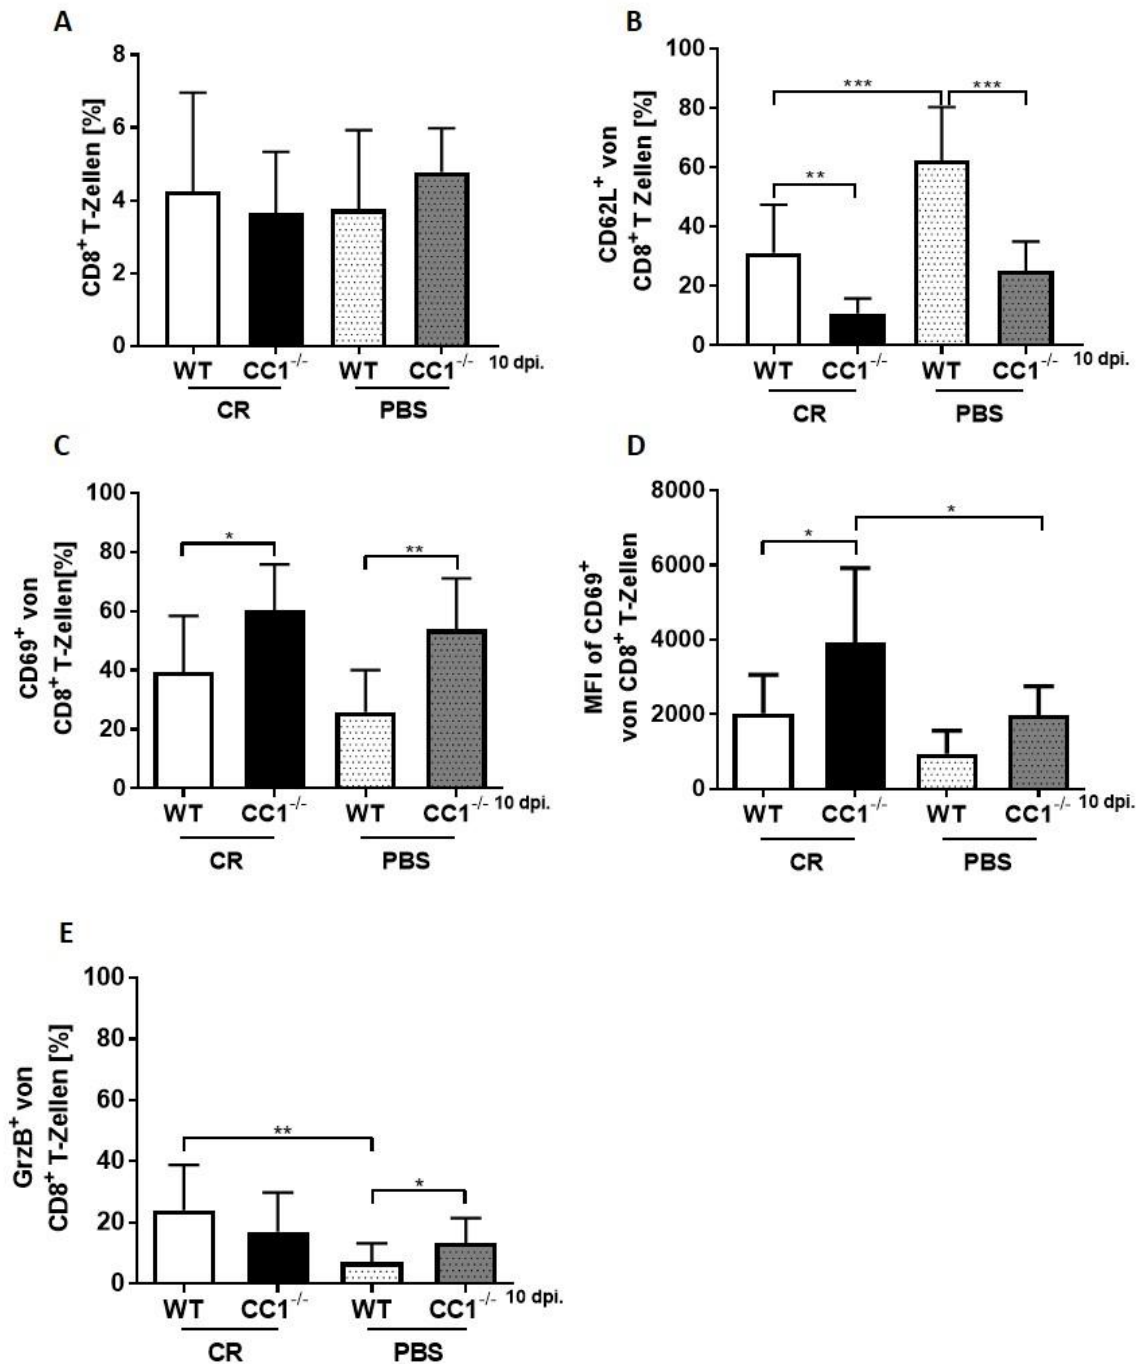 A
CD8+ T-Zellen [%]
8
6
4
2
0
WT CC1-/- WT CC1-/- 10 dpi.
CR PBS
B
CD62L+ von
CD8+ T Zellen [%]
100
80
60
40
20
0
*** ***
**
WT CC1-/- WT CC1-/- 10 dpi.
CR PBS
C
CD69+ von
CD8+ T-Zellen[%]
100
80
60
40
20
0
* **
WT CC1-/- WT CC1-/- 10 dpi.
CR PBS
D
MFI of CD69+
von CD8+ T-Zellen
8000
6000
4000
2000
0
*
*
WT CC1-/- WT CC1-/- 10 dpi.
CR PBS
E
GrzB+ von
CD8+ T-Zellen [%]
100
80
60
40
20
0
**
*
WT CC1-/- WT CC1-/- 10 dpi.
CR PBS